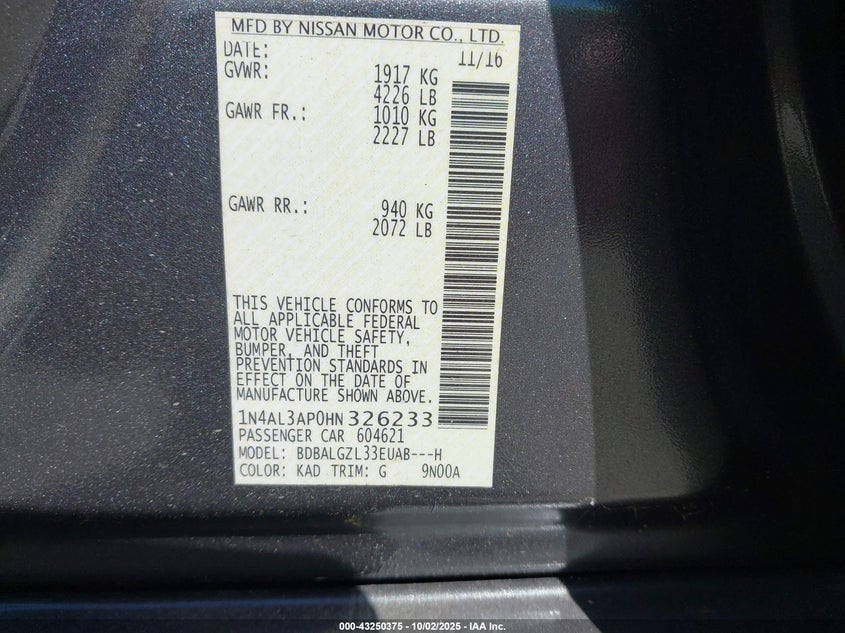 MFD BY NISSAN MOTOR CO., LTD.
DATE: 11/16
GVWR: 1917 KG
4226 LB
GAWR FR.: 1010 KG
2227 LB
GAWR RR.: 940 KG
2072 LB
THIS VEHICLE CONFORMS TO
ALL APPLICABLE FEDERAL
MOTOR VEHICLE SAFETY,
BUMPER, AND THEFT
PREVENTION STANDARDS IN
EFFECT ON THE DATE OF
MANUFACTURE SHOWN ABOVE.
1N4AL3AP0HN326233
PASSENGER CAR 604621
MODEL: BDBALGZL33EUAB---H
COLOR: KAD TRIM: G 9N00A
000-43250375 - 10/02/2025 - IAA Inc.